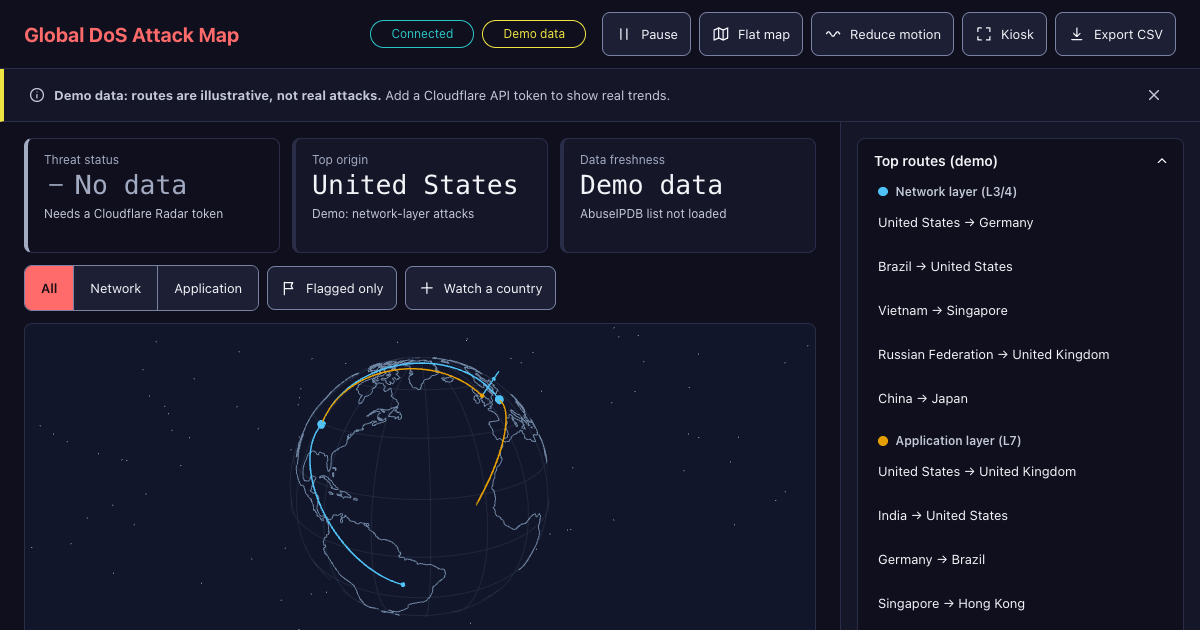 Global DoS Attack Map
Connected
Demo data
Pause
Flat map
Reduce motion
Kiosk
Export CSV
Demo data: routes are illustrative, not real attacks. Add a Cloudflare API token to show real trends.
Threat status
– No data
Needs a Cloudflare Radar token
Top origin
United States
Demo: network-layer attacks
Data freshness
Demo data
AbuseIPDB list not loaded
All
Network
Application
Flagged only
Watch a country
Top routes (demo)
Network layer (L3/4)
United States → Germany
Brazil → United States
Vietnam → Singapore
Russian Federation → United Kingdom
China → Japan
Application layer (L7)
United States → United Kingdom
India → United States
Germany → Brazil
Singapore → Hong Kong